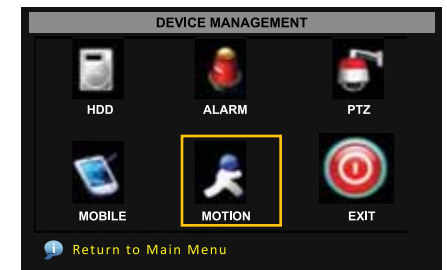 DEVICE MANAGEMENT
HDD ALARM PTZ
MOBILE MOTION EXIT
Return to Main Menu